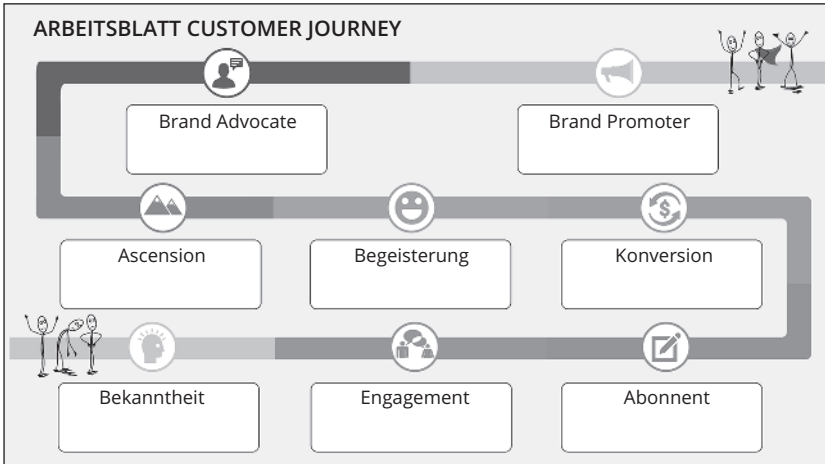 ARBEITSBLATT CUSTOMER JOURNEY
Brand Advocate
Brand Promoter
Ascension
Begeisterung
Konversion
$
Bekanntheit
Engagement
Abonnent